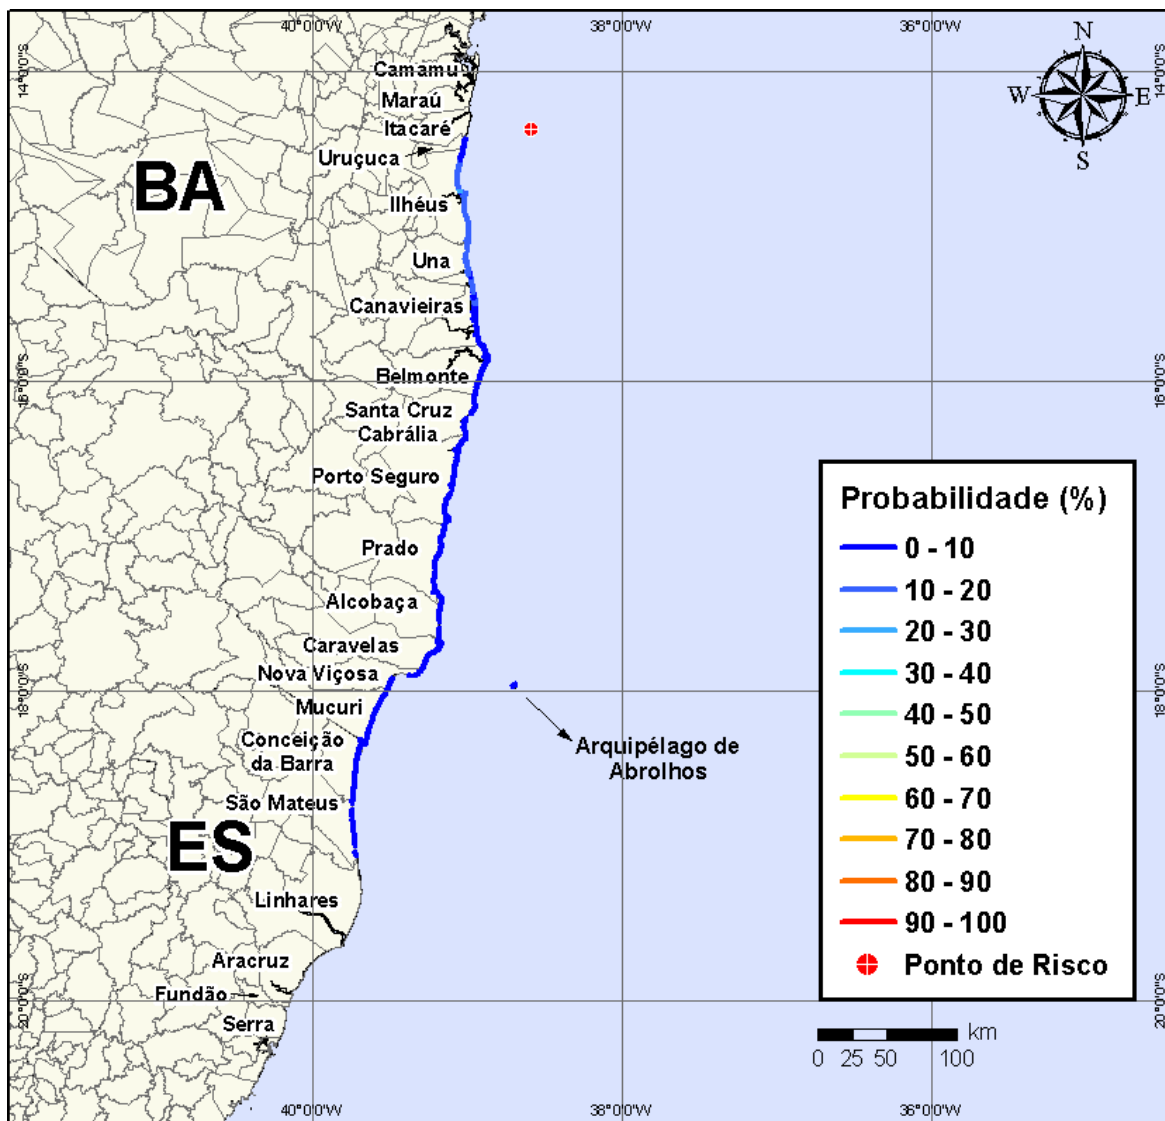 40°0'0"W
38°0'0"W
36°0'0"W
14°0'0"S
14°0'0"S
N
W
E
S
Camamu
Maraú
Itacaré
Uruçuca
BA
Ilhéus
Una
Canavieiras
16°0'0"S
16°0'0"S
Belmonte
Santa Cruz
Cabrália
Porto Seguro
Prado
Alcobaça
Caravelas
Nova Viçosa
18°0'0"S
18°0'0"S
Mucuri
Conceição
da Barra
Arquipélago de
Abrolhos
São Mateus
ES
Linhares
Aracruz
Fundão
20°0'0"S
20°0'0"S
Serra
Probabilidade (%)
0 - 10
10 - 20
20 - 30
30 - 40
40 - 50
50 - 60
60 - 70
70 - 80
80 - 90
90 - 100
Ponto de Risco
km
0 25 50 100
40°0'0"W
38°0'0"W
36°0'0"W